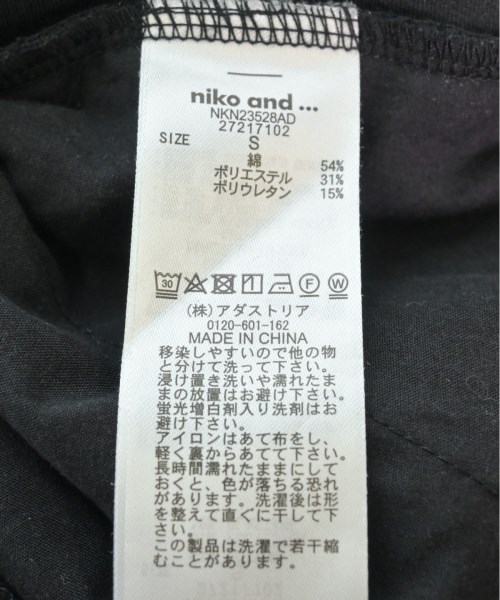 niko and ...
NKN23528AD
27217102
SIZE S
綿 54%
ポリエステル 31%
ポリウレタン 15%
30 F W
(株)アダストリア
0120-601-162
MADE IN CHINA
移染しやすいので他の物
と分けて洗って下さい。
浸け置き洗いや濡れたま
まの放置はお避け下さい。
蛍光増白剤入り洗剤はお
避け下さい。
アイロンはあて布をし、
軽く裏からあてて下さい。
長時間濡れたままにして
おくと、色が落ちる恐れ
があります。洗濯後は形
を整えて直ぐに干して下
さい。
この製品は洗濯で若干縮
むことがあります。